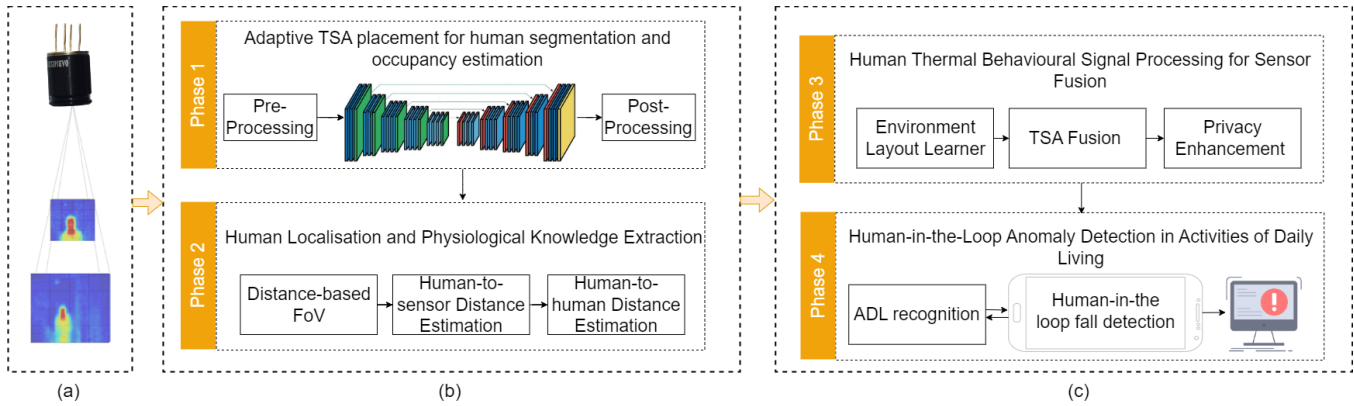 Phase 1
Adaptive TSA placement for human segmentation and
occupancy estimation
Pre-
Processing
Post-
Processing
Phase 2
Human Localisation and Physiological Knowledge Extraction
Distance-based
FoV
Human-to-
sensor Distance
Estimation
Human-to-
human Distance
Estimation
Phase 3
Human Thermal Behavioural Signal Processing for Sensor
Fusion
Environment
Layout Learner
TSA Fusion
Privacy
Enhancement
Phase 4
Human-in-the-Loop Anomaly Detection in Activities of Daily
Living
ADL recognition
Human-in-the
loop fall detection
(a)
(b)
(c)